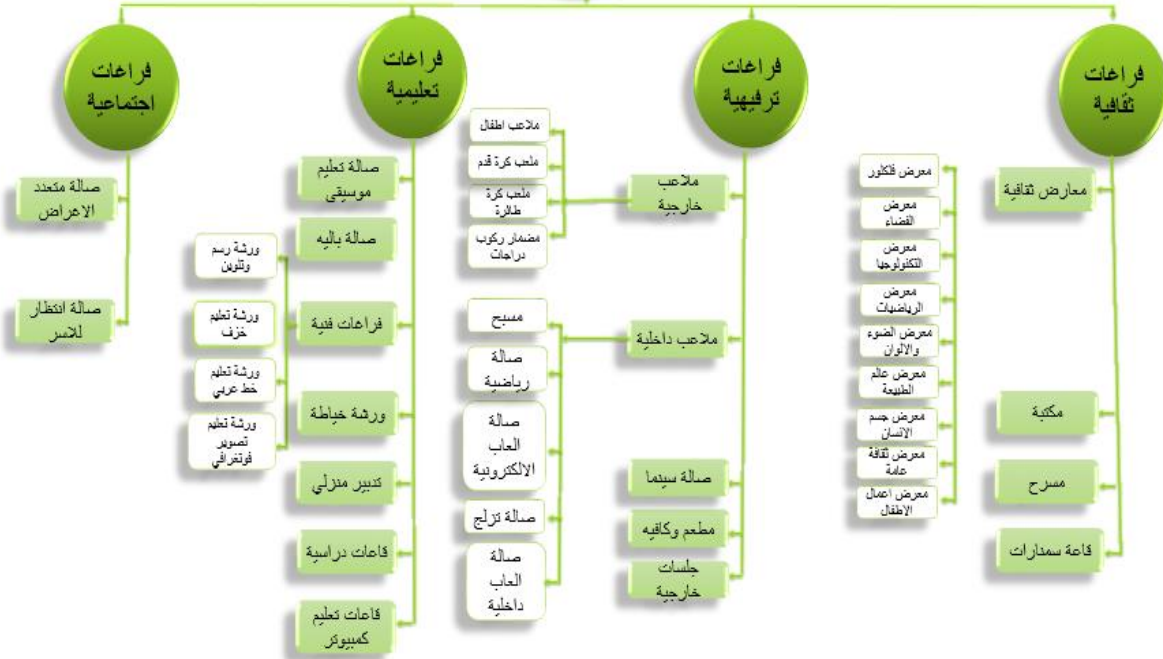 فراغات
ثقافية
معارض ثقافية
معرض فلكلور
معرض
الفضاء
معرض
التكنولوجيا
معرض
الرياضيات
معرض الضوء
والالوان
معرض عالم
الطبيعة
معرض جسم
الانسان
معرض ثقافة
عامة
معرض اعمال
الاطفال
مكتبة
مسرح
قاعة سمنارات
فراغات
ترفيهية
ملاعب
خارجية
ملاعب اطفال
ملعب كرة قدم
ملعب كرة
طائرة
مضمار ركوب
دراجات
ملاعب داخلية
مسبح
صالة
رياضية
صالة
العاب
الالكترونية
صالة تزلج
صالة
العاب
داخلية
صالة سينما
مطعم وكافيه
جلسات
خارجية
فراغات
تعليمية
صالة تعليم
موسيقى
صالة باليه
فراغات فنية
ورشة رسم
وتلوين
ورشة تعليم
خزف
ورشة تعليم
خط عربي
ورشة تعليم
تصوير
فوتغرافي
ورشة خياطة
تدبير منزلي
قاعات دراسية
قاعات تعليم
كمبيوتر
فراغات
اجتماعية
صالة متعدد
الاعراض
صالة انتظار
للاسر